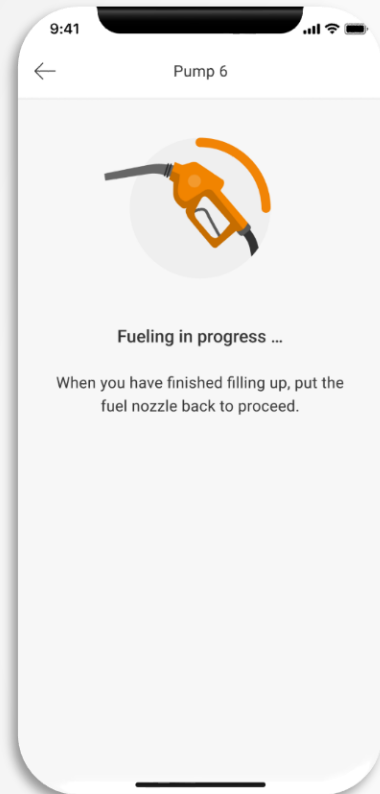 9:41
Pump 6
Fueling in progress ...
When you have finished filling up, put the
fuel nozzle back to proceed.